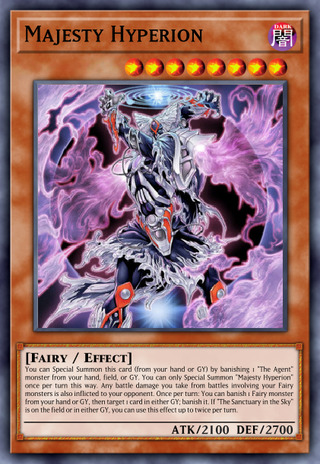 Majesty Hyperion
DARK
闇
[Fairy / Effect]
You can Special Summon this card (from your hand or GY) by banishing 1 "The Agent"
monster from your hand, field, or GY. You can only Special Summon "Majesty Hyperion"
once per turn this way. Any battle damage you take from battles involving your Fairy
monsters is also inflicted to your opponent. Once per turn: You can banish 1 Fairy
monster from your hand or GY, then target 1 card in either GY; banish it. If "The Sanctuary in the Sky"
is on the field or in either GY, you can use this effect up to twice per turn.
ATK/2100 DEF/2700